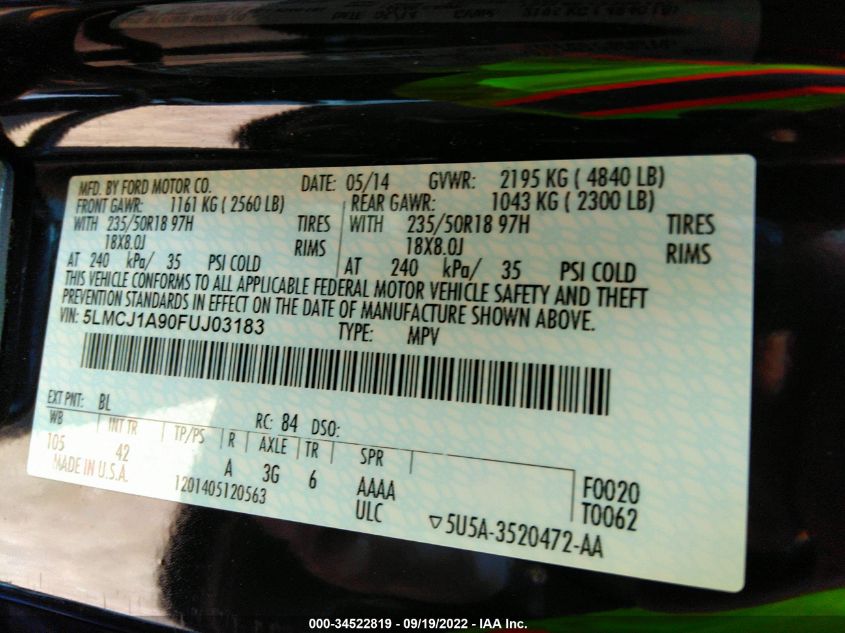 MFD. BY FORD MOTOR CO. DATE: 05/14 GVWR: 2195 KG ( 4840 LB)
FRONT GAWR: 1161 KG ( 2560 LB) REAR GAWR: 1043 KG ( 2300 LB)
WITH 235/50R18 97H TIRES WITH 235/50R18 97H TIRES
18X8.0J RIMS 18X8.0J RIMS
AT 240 kPa/ 35 PSI COLD AT 240 kPa/ 35 PSI COLD
THIS VEHICLE CONFORMS TO ALL APPLICABLE FEDERAL MOTOR VEHICLE SAFETY AND THEFT
PREVENTION STANDARDS IN EFFECT ON THE DATE OF MANUFACTURE SHOWN ABOVE.
VIN: 5LMCJ1A90FUJ03183 TYPE: MPV
EXT PNT: BL RC: 84 DSO:
WB INT TR TP/PS R AXLE TR SPR
105 42 A 3G 6 AAAA F0020
MADE IN U.S.A. 1201405120563 ULC T0062
5U5A-3520472-AA
000-34522819 - 09/19/2022 - IAA Inc.